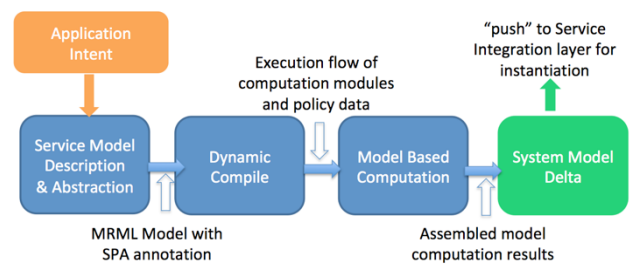 Application
Intent
Execution flow of
computation modules
and policy data
“push” to Service
Integration layer for
instantiation
Service Model
Description
& Abstraction
Dynamic
Compile
Model Based
Computation
System Model
Delta
MRML Model with
SPA annotation
Assembled model
computation results